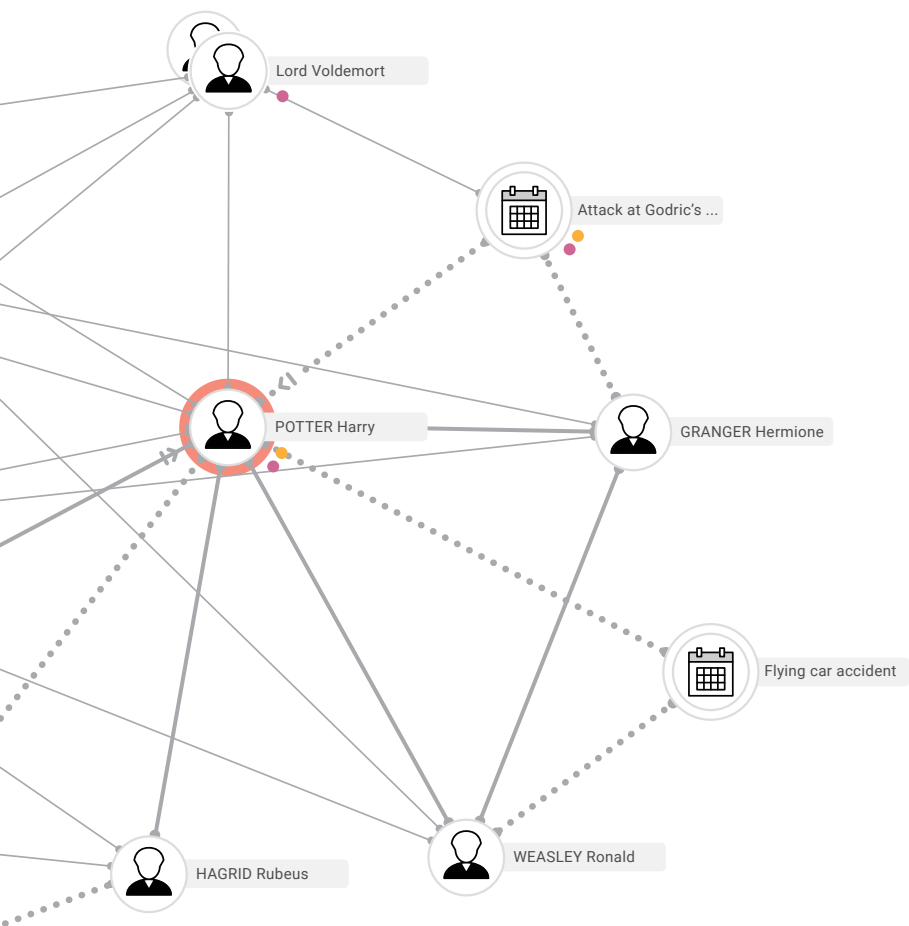 Lord Voldemort
Attack at Godric’s ...
POTTER Harry
GRANGER Hermione
Flying car accident
WEASLEY Ronald
HAGRID Rubeus